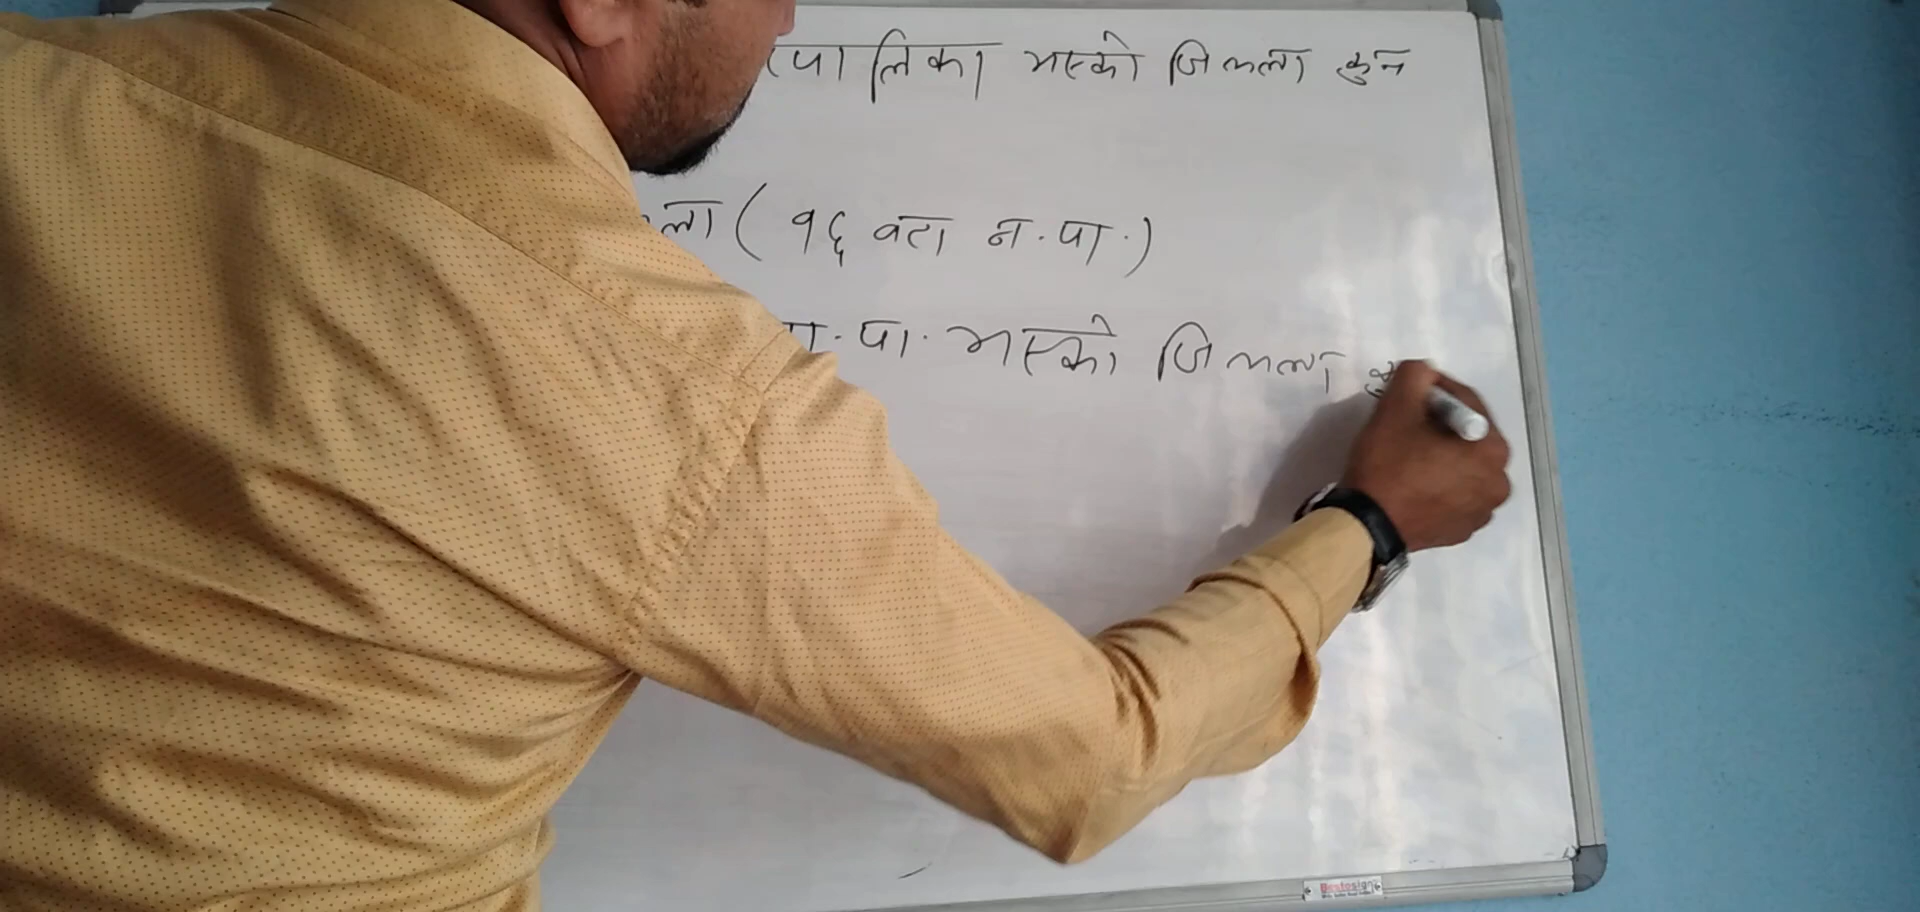 पालिका भएको जिल्ला कुन
ल्ला ( १६ वटा न.पा.)
पा. भएको जिल्ला कु